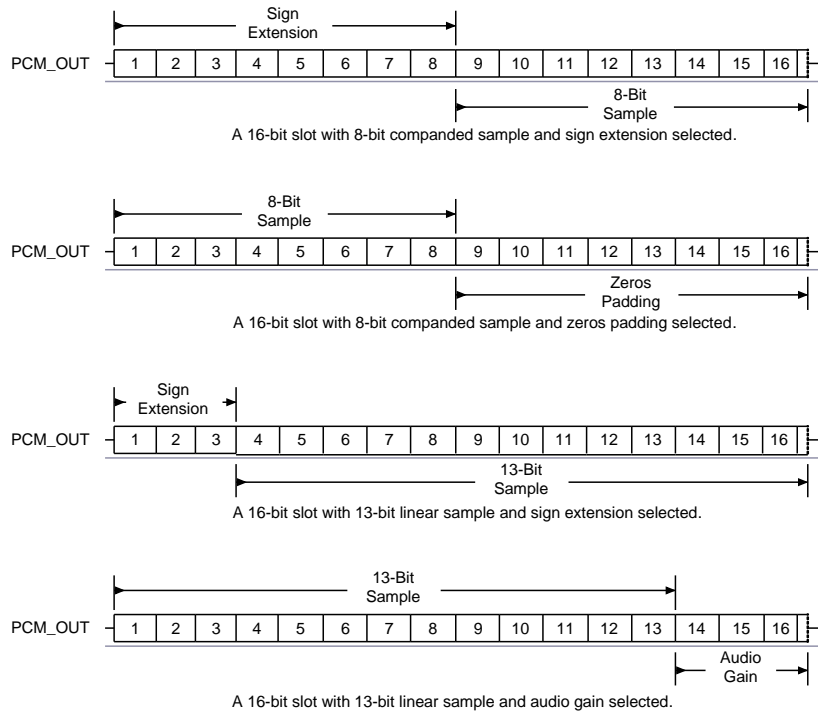 Sign
Extension
PCM_OUT 1 2 3 4 5 6 7 8 9 10 11 12 13 14 15 16
8-Bit
Sample
A 16-bit slot with 8-bit companded sample and sign extension selected.
8-Bit
Sample
PCM_OUT 1 2 3 4 5 6 7 8 9 10 11 12 13 14 15 16
Zeros
Padding
A 16-bit slot with 8-bit companded sample and zeros padding selected.
Sign
Extension
PCM_OUT 1 2 3 4 5 6 7 8 9 10 11 12 13 14 15 16
13-Bit
Sample
A 16-bit slot with 13-bit linear sample and sign extension selected.
13-Bit
Sample
PCM_OUT 1 2 3 4 5 6 7 8 9 10 11 12 13 14 15 16
Audio
Gain
A 16-bit slot with 13-bit linear sample and audio gain selected.